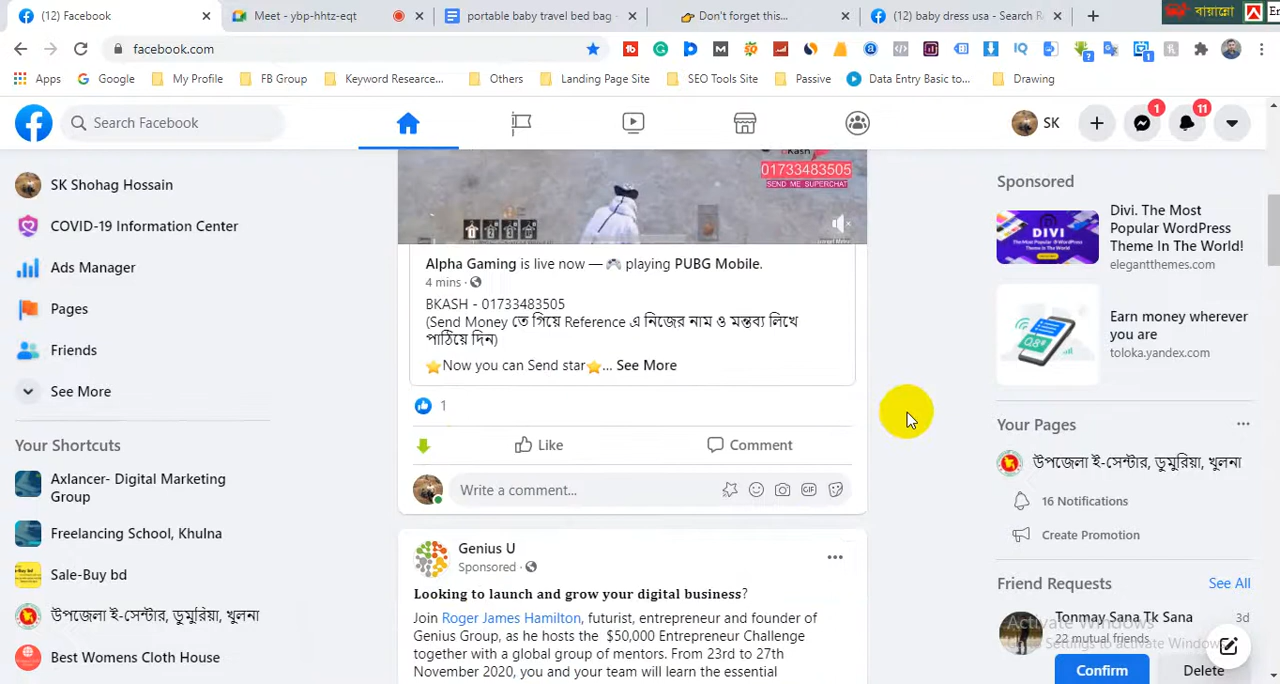 (12) Facebook
Meet - ybp-hhtz-eqt
portable baby travel bed bag -
Don't forget this...
(12) baby dress usa - Search R
বায়ান্নো
facebook.com
Apps
Google
My Profile
FB Group
Keyword Researce...
Others
Landing Page Site
SEO Tools Site
Passive
Data Entry Basic to...
Drawing
Search Facebook
SK
1
11
SK Shohag Hossain
COVID-19 Information Center
Ads Manager
Pages
Friends
See More
Your Shortcuts
Axlancer- Digital Marketing
Group
Freelancing School, Khulna
Sale-Buy bd
উপজেলা ই-সেন্টার, ডুমুরিয়া, খুলনা
Best Womens Cloth House
01733483505
SEND ME SUPERCHAT
Alpha Gaming is live now — 🎮 playing PUBG Mobile.
4 mins ·
BKASH - 01733483505
(Send Money তে গিয়ে Reference এ নিজের নাম ও মন্তব্য লিখে
পাঠিয়ে দিন)
⭐Now you can Send star⭐... See More
1
Like
Comment
Write a comment...
GIF
Genius U
Sponsored ·
Looking to launch and grow your digital business?
Join Roger James Hamilton, futurist, entrepreneur and founder of
Genius Group, as he hosts the $50,000 Entrepreneur Challenge
together with a global group of mentors. From 23rd to 27th
November 2020, you and your team will learn the essential
Sponsored
DIVI
Divi. The Most
Popular WordPress
Theme In The World!
elegantthemes.com
Earn money wherever
you are
toloka.yandex.com
Your Pages
উপজেলা ই-সেন্টার, ডুমুরিয়া, খুলনা
16 Notifications
Create Promotion
Friend Requests
See All
Tonmay Sana Tk Sana
3d
22 mutual friends
Activate Windows
Go to Settings to activate Windows.
Confirm
Delete